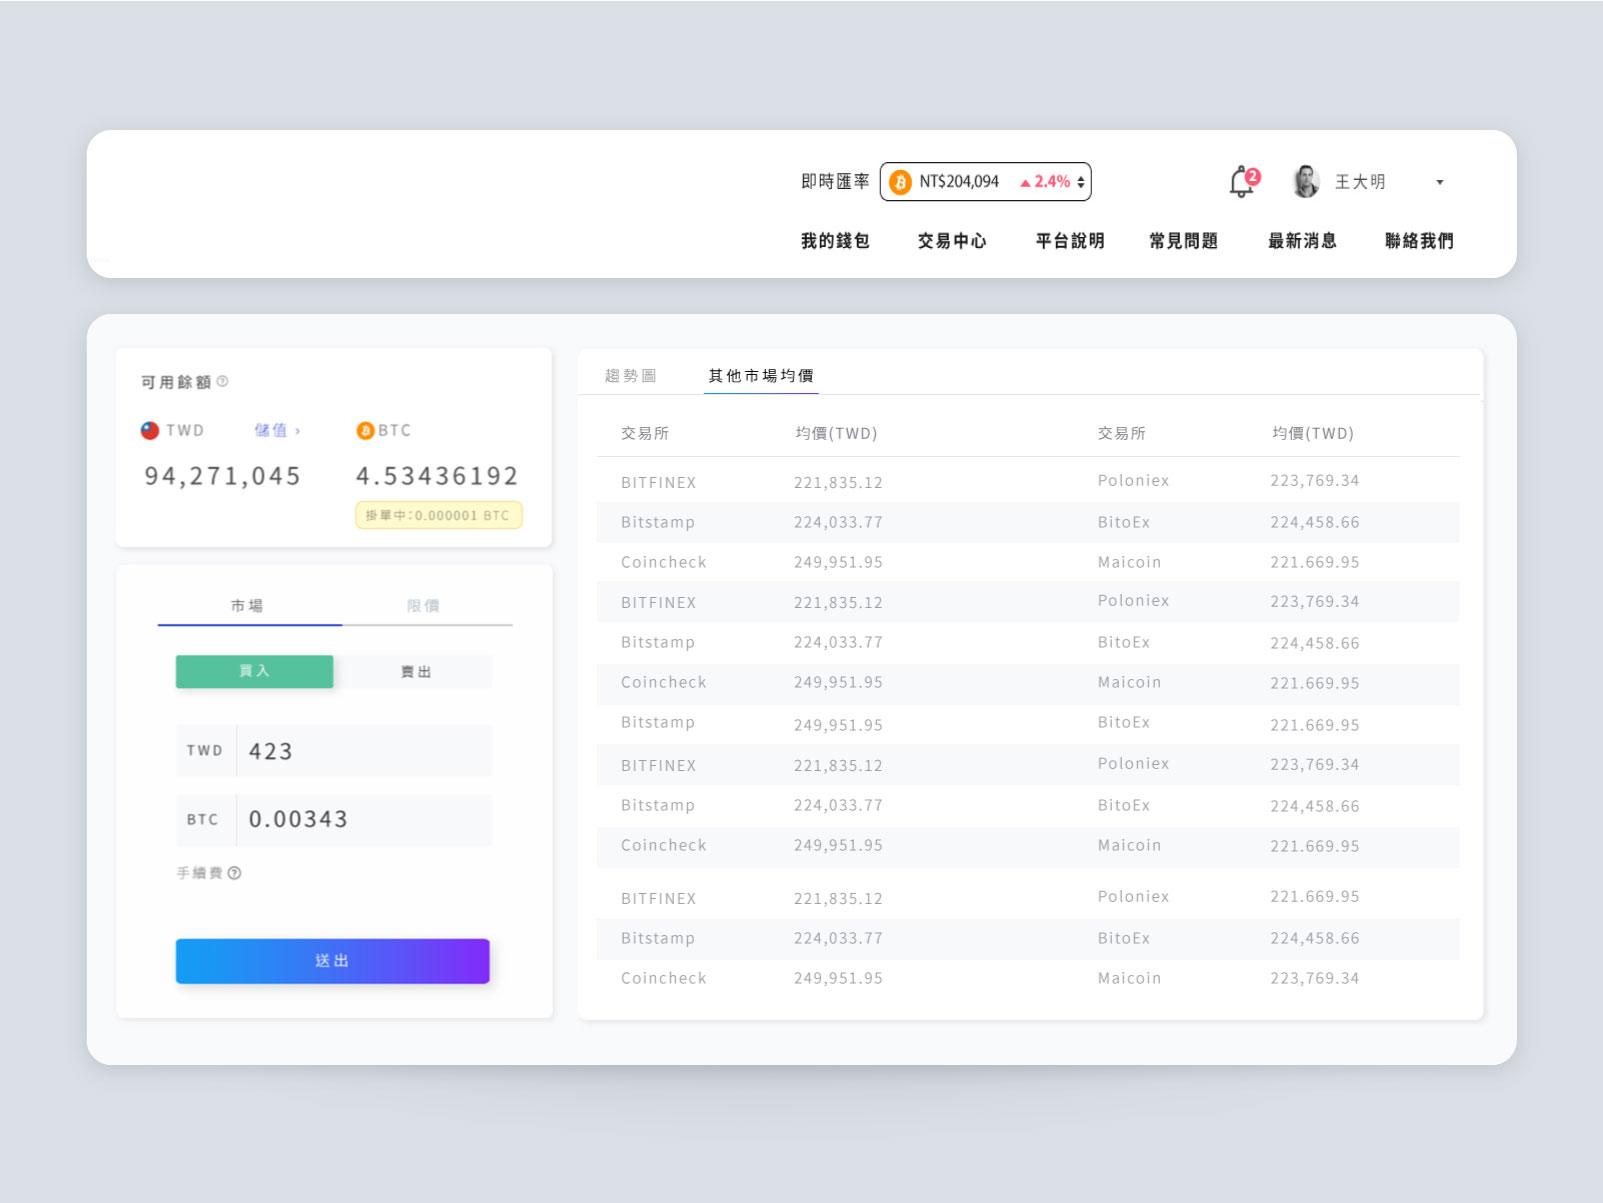 即時匯率 NT$204,094 ▲2.4% 2 王大明
我的錢包 交易中心 平台說明 常見問題 最新消息 聯絡我們
可用餘額
TWD 儲值 › BTC
94,271,045 4.53436192
掛單中:0.000001 BTC
市場 限價
買入 賣出
TWD 423
BTC 0.00343
手續費
送出
趨勢圖 其他市場均價
交易所 均價(TWD) 交易所 均價(TWD)
BITFINEX 221,835.12 Poloniex 223,769.34
Bitstamp 224,033.77 BitoEx 224,458.66
Coincheck 249,951.95 Maicoin 221.669.95
BITFINEX 221,835.12 Poloniex 223,769.34
Bitstamp 224,033.77 BitoEx 224,458.66
Coincheck 249,951.95 Maicoin 221.669.95
Bitstamp 249,951.95 BitoEx 221.669.95
BITFINEX 221,835.12 Poloniex 223,769.34
Bitstamp 224,033.77 BitoEx 224,458.66
Coincheck 249,951.95 Maicoin 221.669.95
BITFINEX 221,835.12 Poloniex 221.669.95
Bitstamp 224,033.77 BitoEx 224,458.66
Coincheck 249,951.95 Maicoin 223,769.34